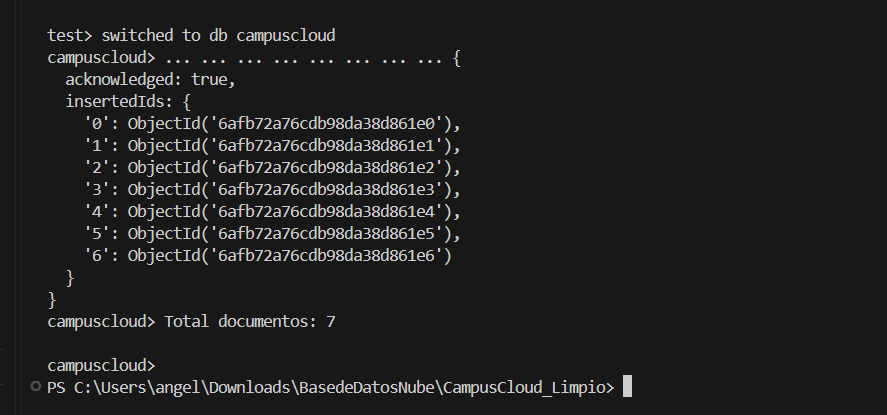 test> switched to db campuscloud
campuscloud> ... ... ... ... ... ... ... ... {
  acknowledged: true,
  insertedIds: {
    '0': ObjectId('6afb72a76cdb98da38d861e0'),
    '1': ObjectId('6afb72a76cdb98da38d861e1'),
    '2': ObjectId('6afb72a76cdb98da38d861e2'),
    '3': ObjectId('6afb72a76cdb98da38d861e3'),
    '4': ObjectId('6afb72a76cdb98da38d861e4'),
    '5': ObjectId('6afb72a76cdb98da38d861e5'),
    '6': ObjectId('6afb72a76cdb98da38d861e6')
  }
}
campuscloud> Total documentos: 7
campuscloud>
PS C:\Users\angel\Downloads\BasedeDatosNube\CampusCloud_Limpio>